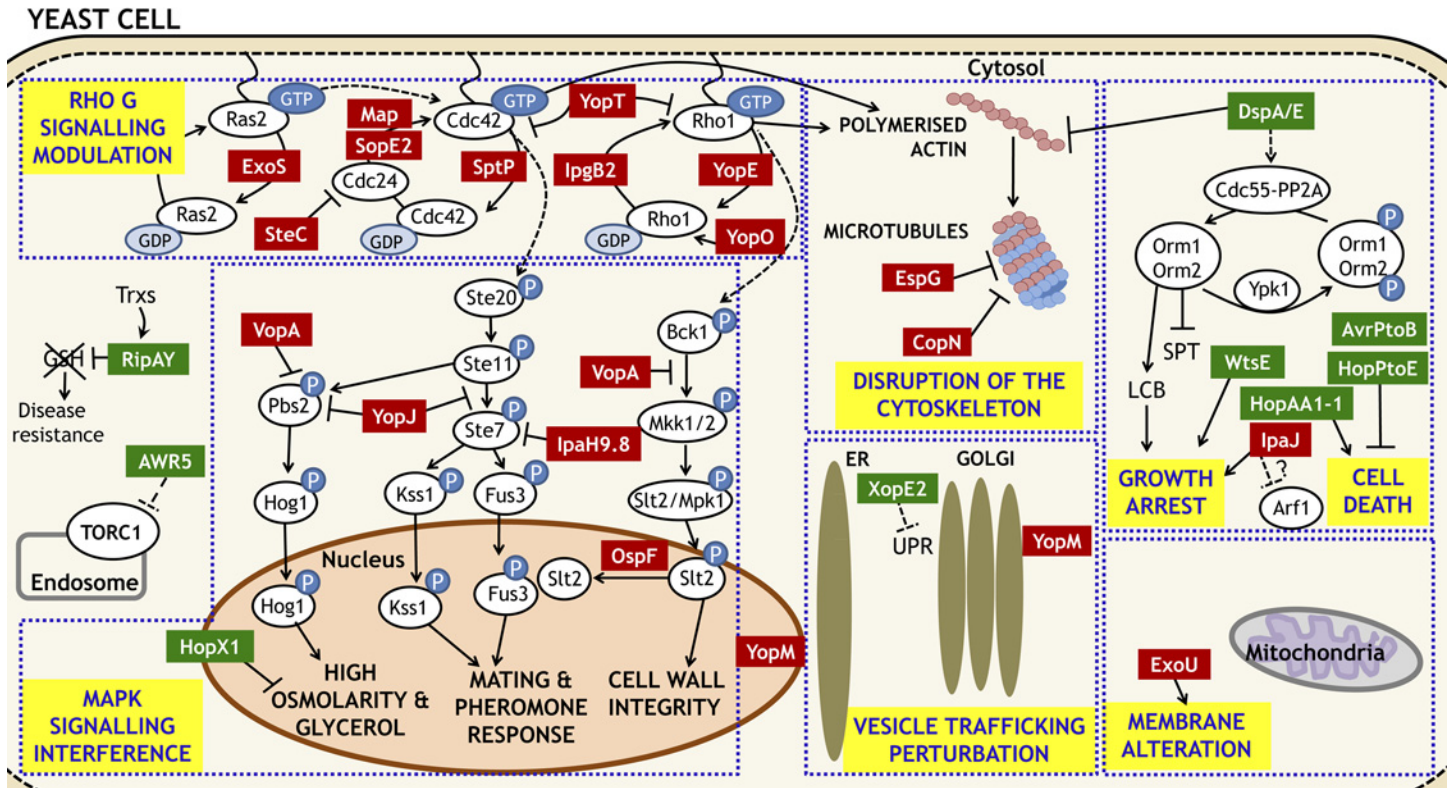 YEAST CELL
Cytosol
RHO G
SIGNALLING
MODULATION
Ras2
GTP
ExoS
Ras2
GDP
Map
SopE2
Cdc24
SteC
Cdc42
GTP
SptP
Cdc42
GDP
YopT
IpgB2
Rho1
GTP
YopE
Rho1
GDP
YopO
POLYMERISED
ACTIN
MICROTUBULES
EspG
CopN
DISRUPTION OF THE
CYTOSKELETON
DspA/E
Cdc55-PP2A
Orm1
Orm2
P
Orm1
Orm2
P
Ypk1
SPT
LCB
WtsE
AvrPtoB
HopPtoE
HopAA1-1
IpaJ
?
Arf1
GROWTH
ARREST
CELL
DEATH
Trxs
GSH
RipAY
Disease
resistance
AWR5
TORC1
Endosome
VopA
Pbs2
P
YopJ
Hog1
P
Ste20
P
Ste11
P
Ste7
P
IpaH9.8
Kss1
P
Fus3
P
Bck1
P
VopA
Mkk1/2
P
Slt2/Mpk1
P
Nucleus
Hog1
P
Kss1
P
Fus3
P
Slt2
OspF
Slt2
P
HopX1
HIGH
OSMOLARITY &
GLYCEROL
MATING &
PHEROMONE
RESPONSE
CELL WALL
INTEGRITY
YopM
MAPK
SIGNALLING
INTERFERENCE
ER
GOLGI
XopE2
UPR
YopM
VESICLE TRAFFICKING
PERTURBATION
Mitochondria
ExoU
MEMBRANE
ALTERATION